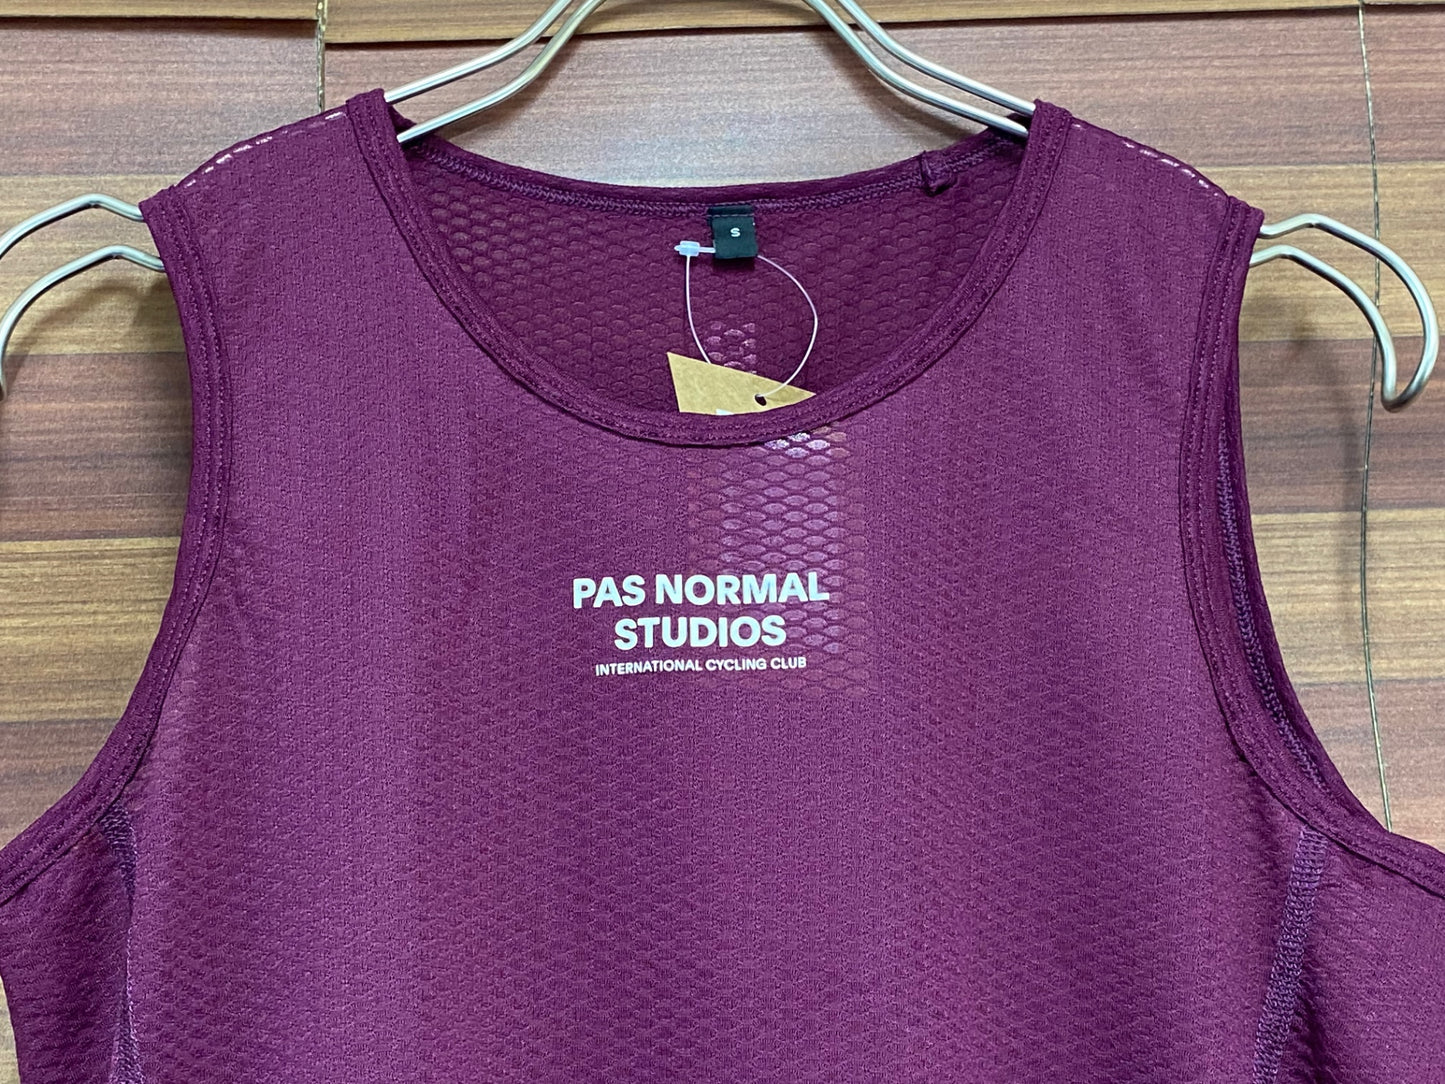 S
PAS NORMAL
STUDIOS
INTERNATIONAL CYCLING CLUB